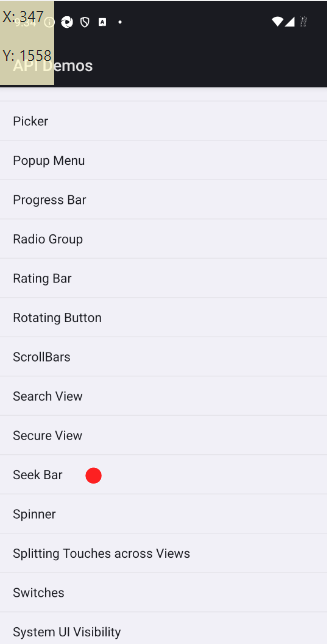 X: 347
Y: 1558
API Demos
Picker
Popup Menu
Progress Bar
Radio Group
Rating Bar
Rotating Button
ScrollBars
Search View
Secure View
Seek Bar
Spinner
Splitting Touches across Views
Switches
System UI Visibility